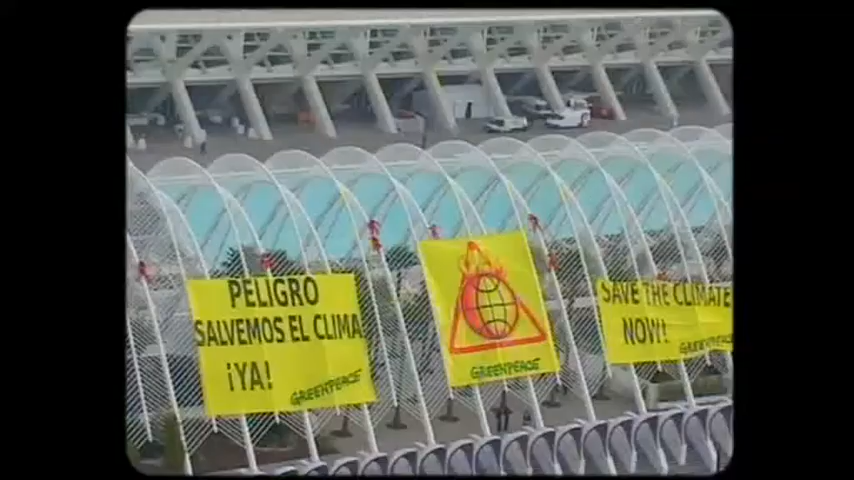 PELIGRO
SALVEMOS EL CLIMA
¡YA!
GREENPEACE
GREENPEACE
SAVE THE CLIMATE
NOW!
GREENPEACE